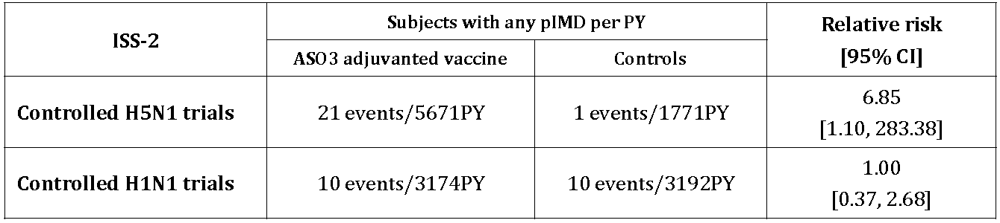 ISS-2
Subjects with any pIMD per PY
Relative risk
[95% CI]
ASO3 adjuvanted vaccine
Controls
Controlled H5N1 trials
21 events/5671PY
1 events/1771PY
6.85
[1.10, 283.38]
Controlled H1N1 trials
10 events/3174PY
10 events/3192PY
1.00
[0.37, 2.68]